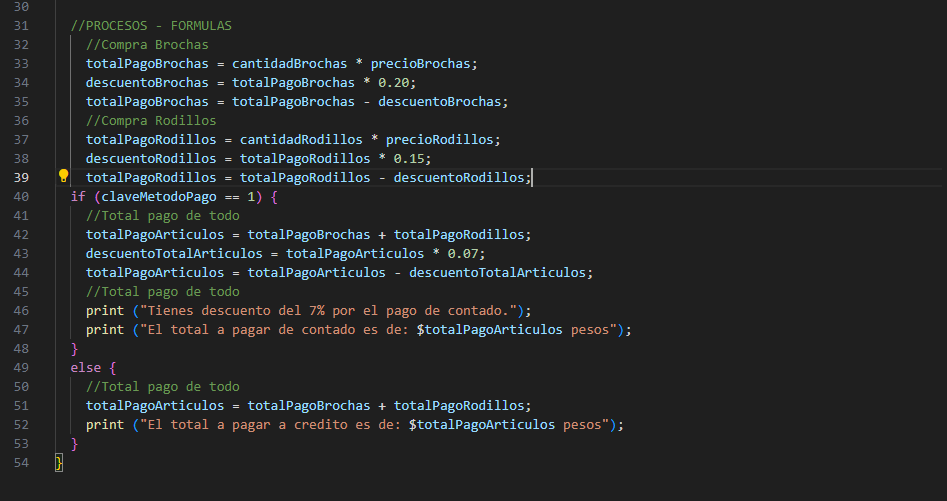 30
31 //PROCESOS - FORMULAS
32 //Compra Brochas
33 totalPagoBrochas = cantidadBrochas * precioBrochas;
34 descuentoBrochas = totalPagoBrochas * 0.20;
35 totalPagoBrochas = totalPagoBrochas - descuentoBrochas;
36 //Compra Rodillos
37 totalPagoRodillos = cantidadRodillos * precioRodillos;
38 descuentoRodillos = totalPagoRodillos * 0.15;
39 totalPagoRodillos = totalPagoRodillos - descuentoRodillos;
40 if (claveMetodoPago == 1) {
41 //Total pago de todo
42 totalPagoArticulos = totalPagoBrochas + totalPagoRodillos;
43 descuentoTotalArticulos = totalPagoArticulos * 0.07;
44 totalPagoArticulos = totalPagoArticulos - descuentoTotalArticulos;
45 //Total pago de todo
46 print ("Tienes descuento del 7% por el pago de contado.");
47 print ("El total a pagar de contado es de: $totalPagoArticulos pesos");
48 }
49 else {
50 //Total pago de todo
51 totalPagoArticulos = totalPagoBrochas + totalPagoRodillos;
52 print ("El total a pagar a credito es de: $totalPagoArticulos pesos");
53 }
54 }